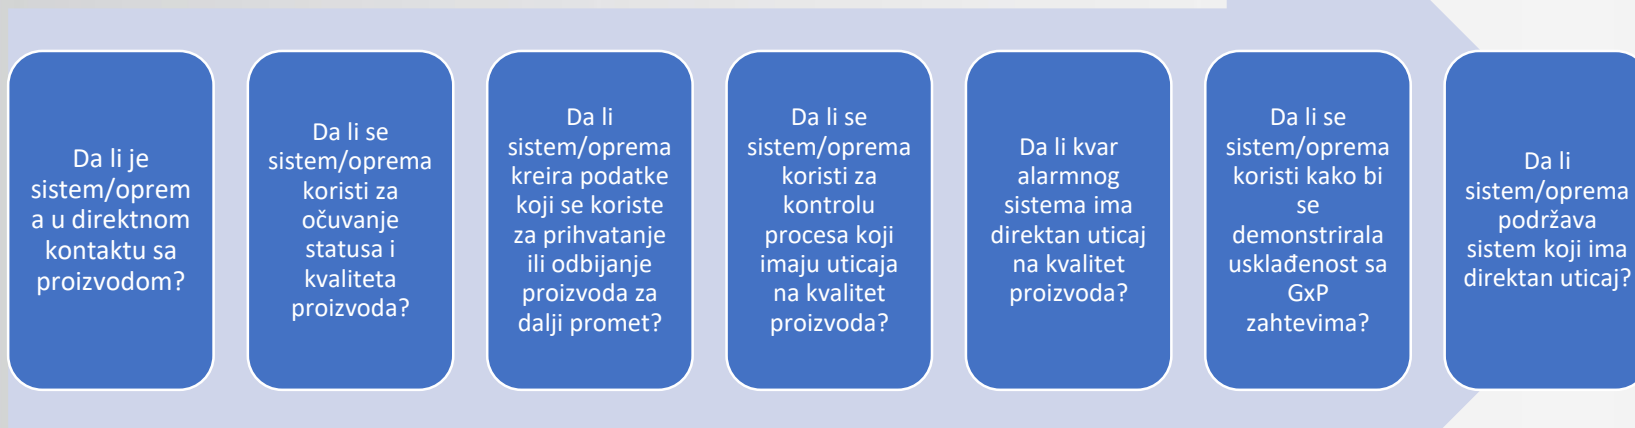 Da li je
sistem/oprem
a u direktnom
kontaktu sa
proizvodom?
Da li se
sistem/oprema
koristi za
očuvanje
statusa i
kvaliteta
proizvoda?
Da li
sistem/oprema
kreira podatke
koji se koriste
za prihvatanje
ili odbijanje
proizvoda za
dalji promet?
Da li se
sistem/oprema
koristi za
kontrolu
procesa koji
imaju uticaja
na kvalitet
proizvoda?
Da li kvar
alarmnog
sistema ima
direktan uticaj
na kvalitet
proizvoda?
Da li se
sistem/oprema
koristi kako bi
se
demonstrirala
usklađenost sa
GxP
zahtevima?
Da li
sistem/oprema
podržava
sistem koji ima
direktan uticaj?